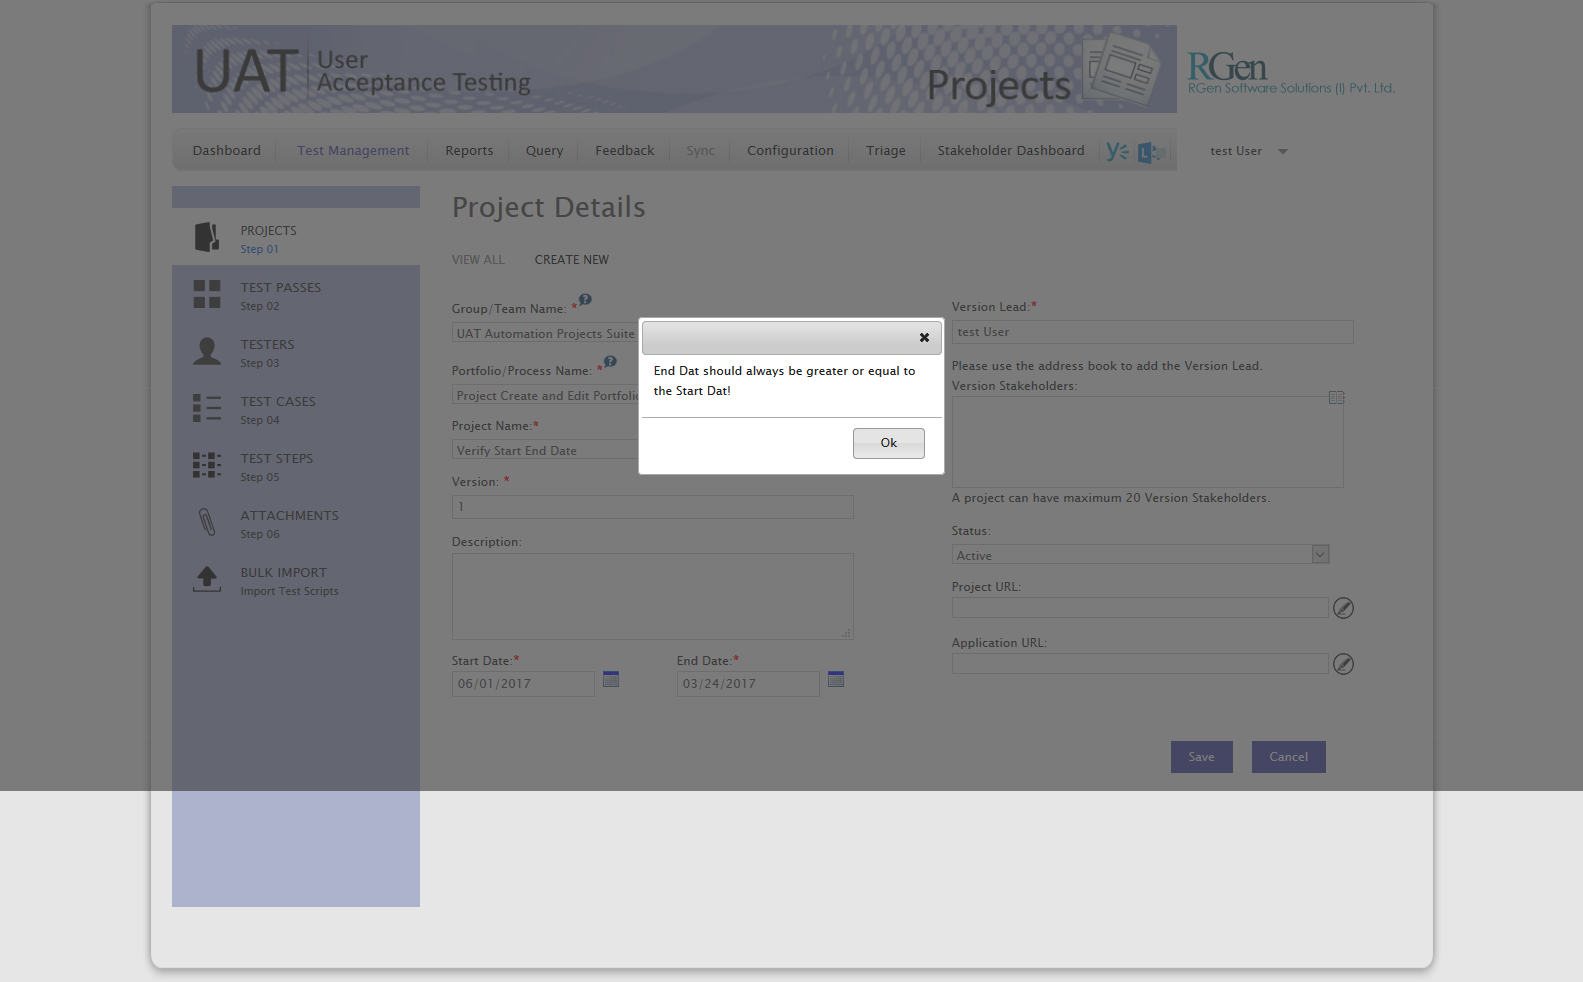 UAT User
Acceptance Testing
Projects
RGen
RGen Software Solutions (I) Pvt. Ltd.
Dashboard Test Management Reports Query Feedback Sync Configuration Triage Stakeholder Dashboard test User
PROJECTS
Step 01
TEST PASSES
Step 02
TESTERS
Step 03
TEST CASES
Step 04
TEST STEPS
Step 05
ATTACHMENTS
Step 06
BULK IMPORT
Import Test Scripts
Project Details
VIEW ALL CREATE NEW
Group/Team Name: *
UAT Automation Projects Suite
Portfolio/Process Name: *
Project Create and Edit Portfolio
Project Name:*
Verify Start End Date
Version: *
1
Description:
Start Date:*
06/01/2017
End Date:*
03/24/2017
Version Lead:*
test User
Please use the address book to add the Version Lead.
Version Stakeholders:
A project can have maximum 20 Version Stakeholders.
Status:
Active
Project URL:
Application URL:
Save Cancel
End Dat should always be greater or equal to
the Start Dat!
Ok